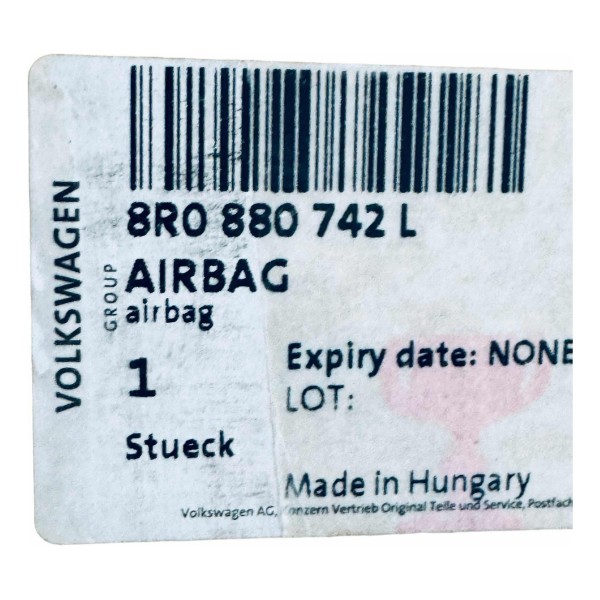 VOLKSWAGEN
GROUP
8R0 880 742 L
AIRBAG
airbag
1
Stueck
Expiry date: NONE
LOT:
Made in Hungary
Volkswagen AG, Konzern Vertrieb Original Teile und Service, Postfach